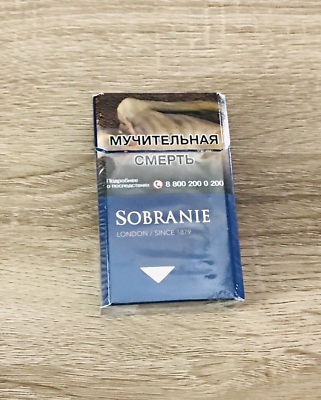 МУЧИТЕЛЬНАЯ
СМЕРТЬ
Подробнее
о последствиях 8 800 200 0 200
SOBRANIE
LONDON / SINCE 1879